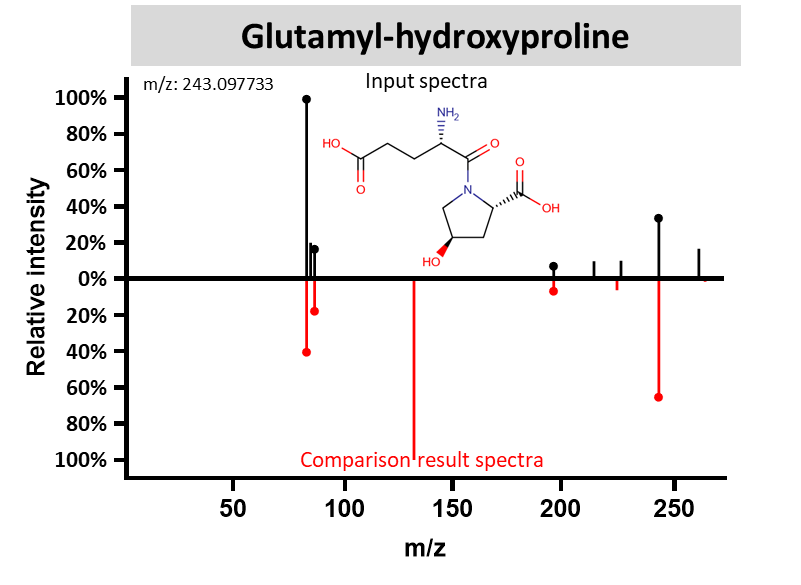 Glutamyl-hydroxyproline
m/z: 243.097733
Input spectra
100%
80%
60%
40%
20%
0%
20%
40%
60%
80%
100%
Relative intensity
NH2
HO
O
O
O
N
OH
HO
Comparison result spectra
50
100
150
200
250
m/z